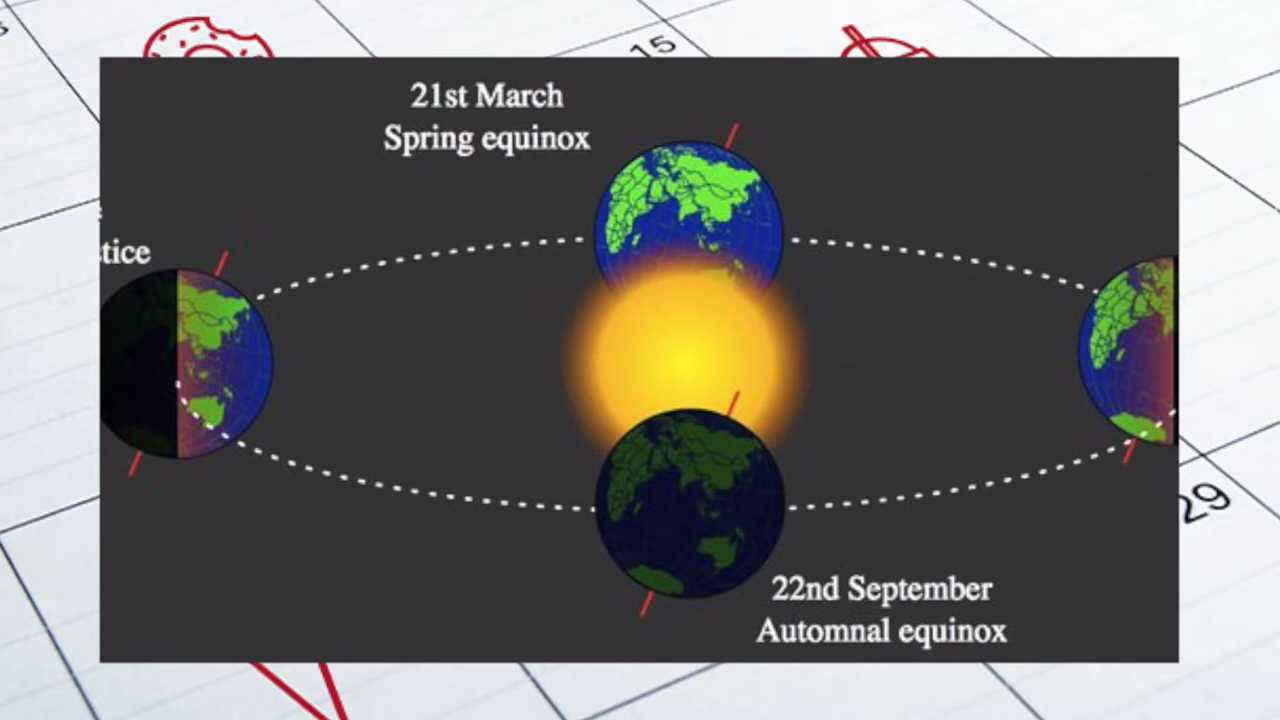 15
21st March
Spring equinox
stice
22nd September
Automnal equinox
29